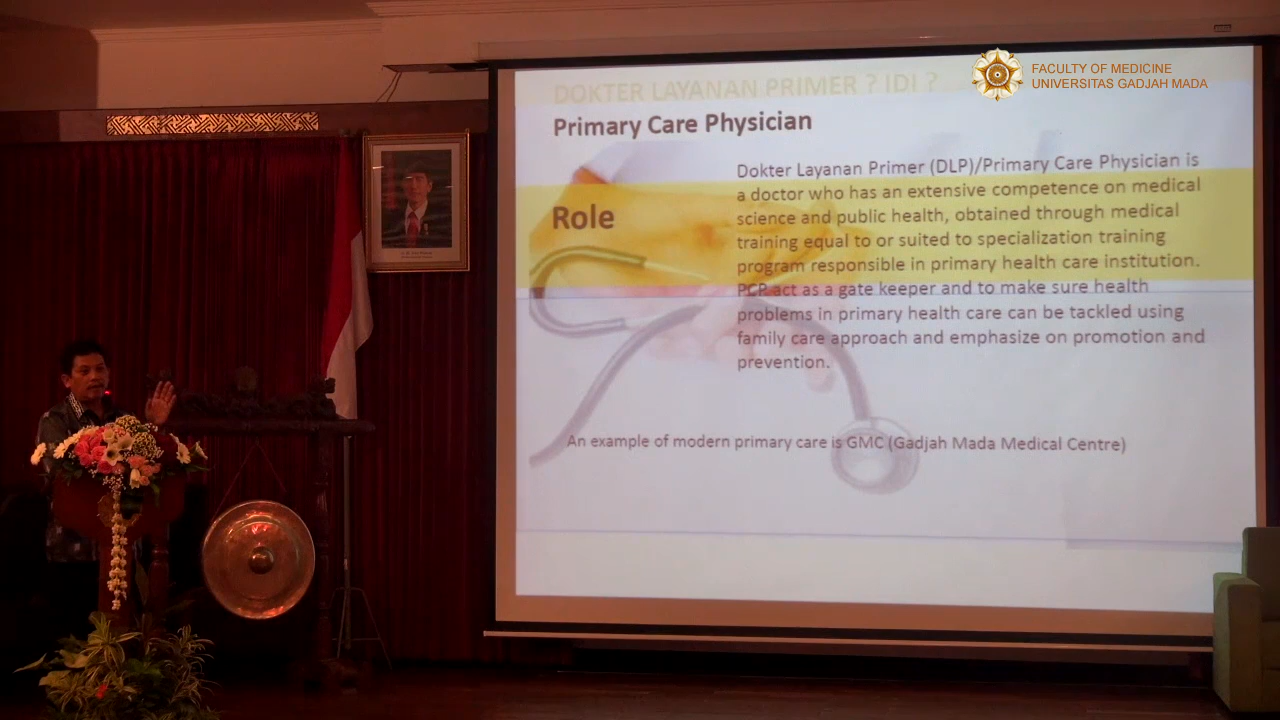 FACULTY OF MEDICINE
UNIVERSITAS GADJAH MADA
DOKTER LAYANAN PRIMER ? IDI ?
Primary Care Physician
Role
Dokter Layanan Primer (DLP)/Primary Care Physician is
a doctor who has an extensive competence on medical
science and public health, obtained through medical
training equal to or suited to specialization training
program responsible in primary health care institution.
PCP act as a gate keeper and to make sure health
problems in primary health care can be tackled using
family care approach and emphasize on promotion and
prevention.
An example of modern primary care is GMC (Gadjah Mada Medical Centre)